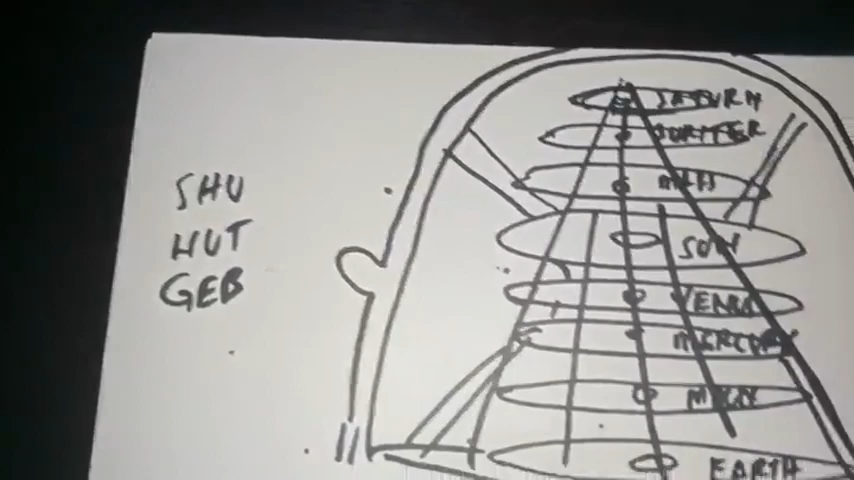 SHU
NUT
GEB
SATURN
JUPITER
SUN
VENUS
MERCURY
MOON
EARTH